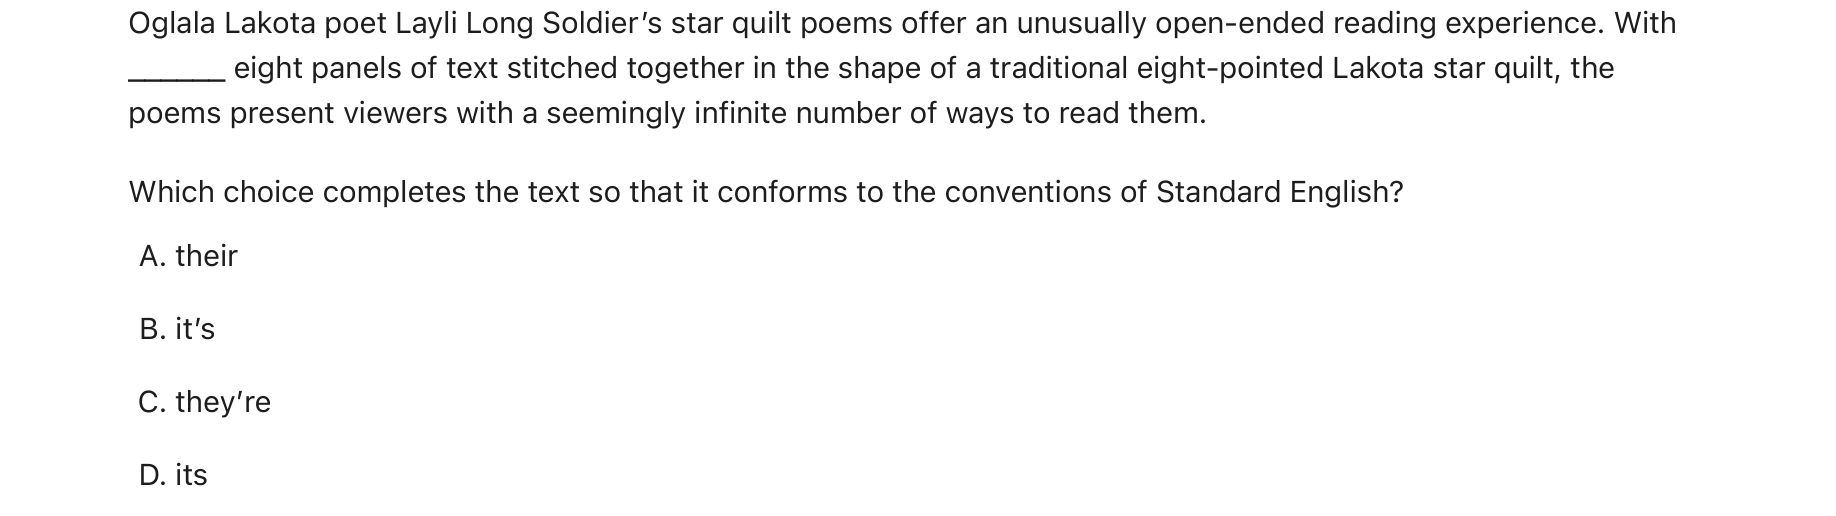 Oglala Lakota poet Layli Long Soldier’s star quilt poems offer an unusually open-ended reading experience. With
______ eight panels of text stitched together in the shape of a traditional eight-pointed Lakota star quilt, the
poems present viewers with a seemingly infinite number of ways to read them.
Which choice completes the text so that it conforms to the conventions of Standard English?
A. their
B. it’s
C. they’re
D. its